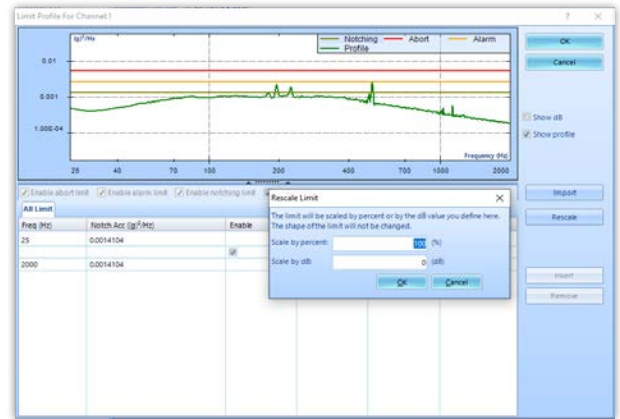 Limit Profile For Channel:1
? ×
(g)²/Hz
Notching
Abort
Alarm
Profile
0.01
0.001
1.00E-04
Frequency (Hz)
25 40 70 100 200 400 700 1000 2000
OK
Cancel
Show dB
Show profile
Import
Rescale
Insert
Remove
Enable abort limit
Enable alarm limit
Enable notching limit
All Limit
Freq (Hz)
Notch Acc ((g)²/Hz)
Enable
25
0.0014104
2000
0.0014104
Rescale Limit
×
The limit will be scaled by percent or by the dB value you define here.
The shape of the limit will not be changed.
Scale by percent:
100 (%)
Scale by dB:
0 (dB)
OK
Cancel